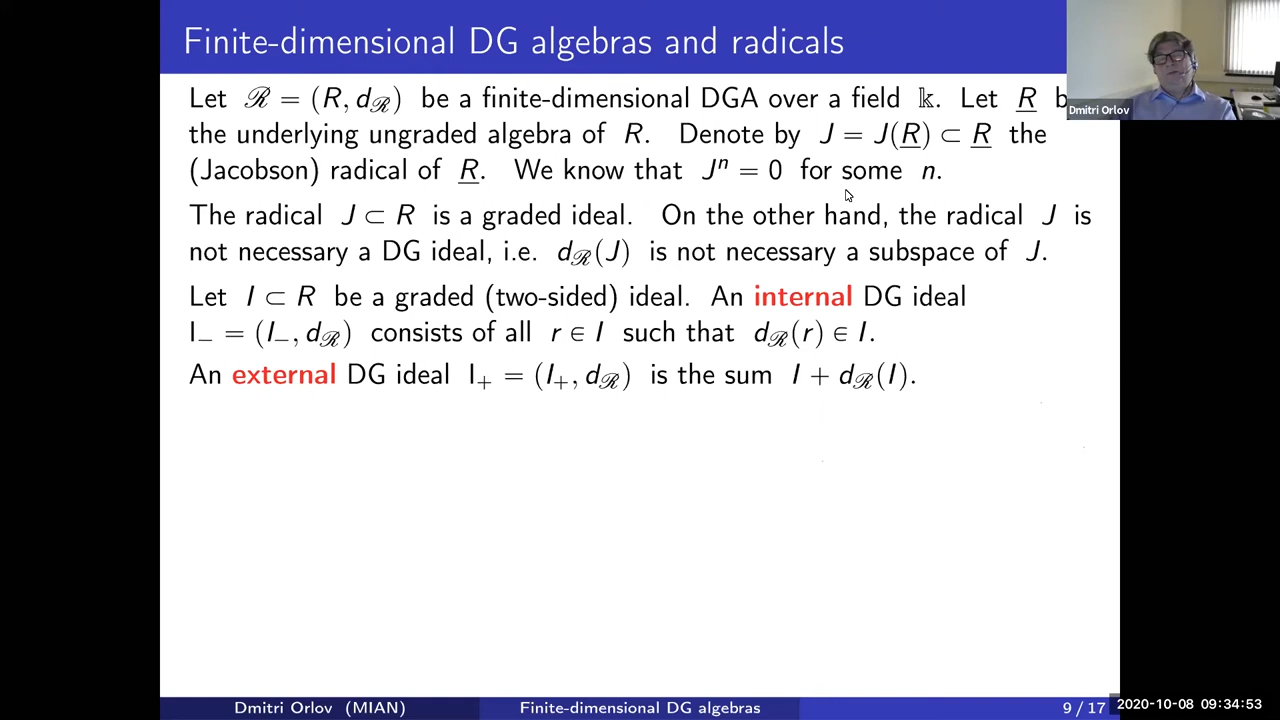 Finite-dimensional DG algebras and radicals
Dmitri Orlov
Let ℛ = (R, d_ℛ) be a finite-dimensional DGA over a field 𝕜. Let R̲ b
the underlying ungraded algebra of R. Denote by J = J(R̲) ⊂ R̲ the
(Jacobson) radical of R̲. We know that Jⁿ = 0 for some n.
The radical J ⊂ R is a graded ideal. On the other hand, the radical J is
not necessary a DG ideal, i.e. d_ℛ(J) is not necessary a subspace of J.
Let I ⊂ R be a graded (two-sided) ideal. An internal DG ideal
I₋ = (I₋, d_ℛ) consists of all r ∈ I such that d_ℛ(r) ∈ I.
An external DG ideal I₊ = (I₊, d_ℛ) is the sum I + d_ℛ(I).
Dmitri Orlov (MIAN) Finite-dimensional DG algebras 9 / 17
2020-10-08 09:34:53